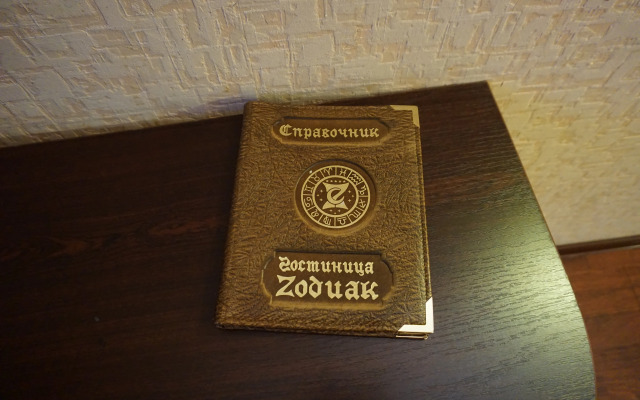 Справочник
Z
Гостиница
Zodиак